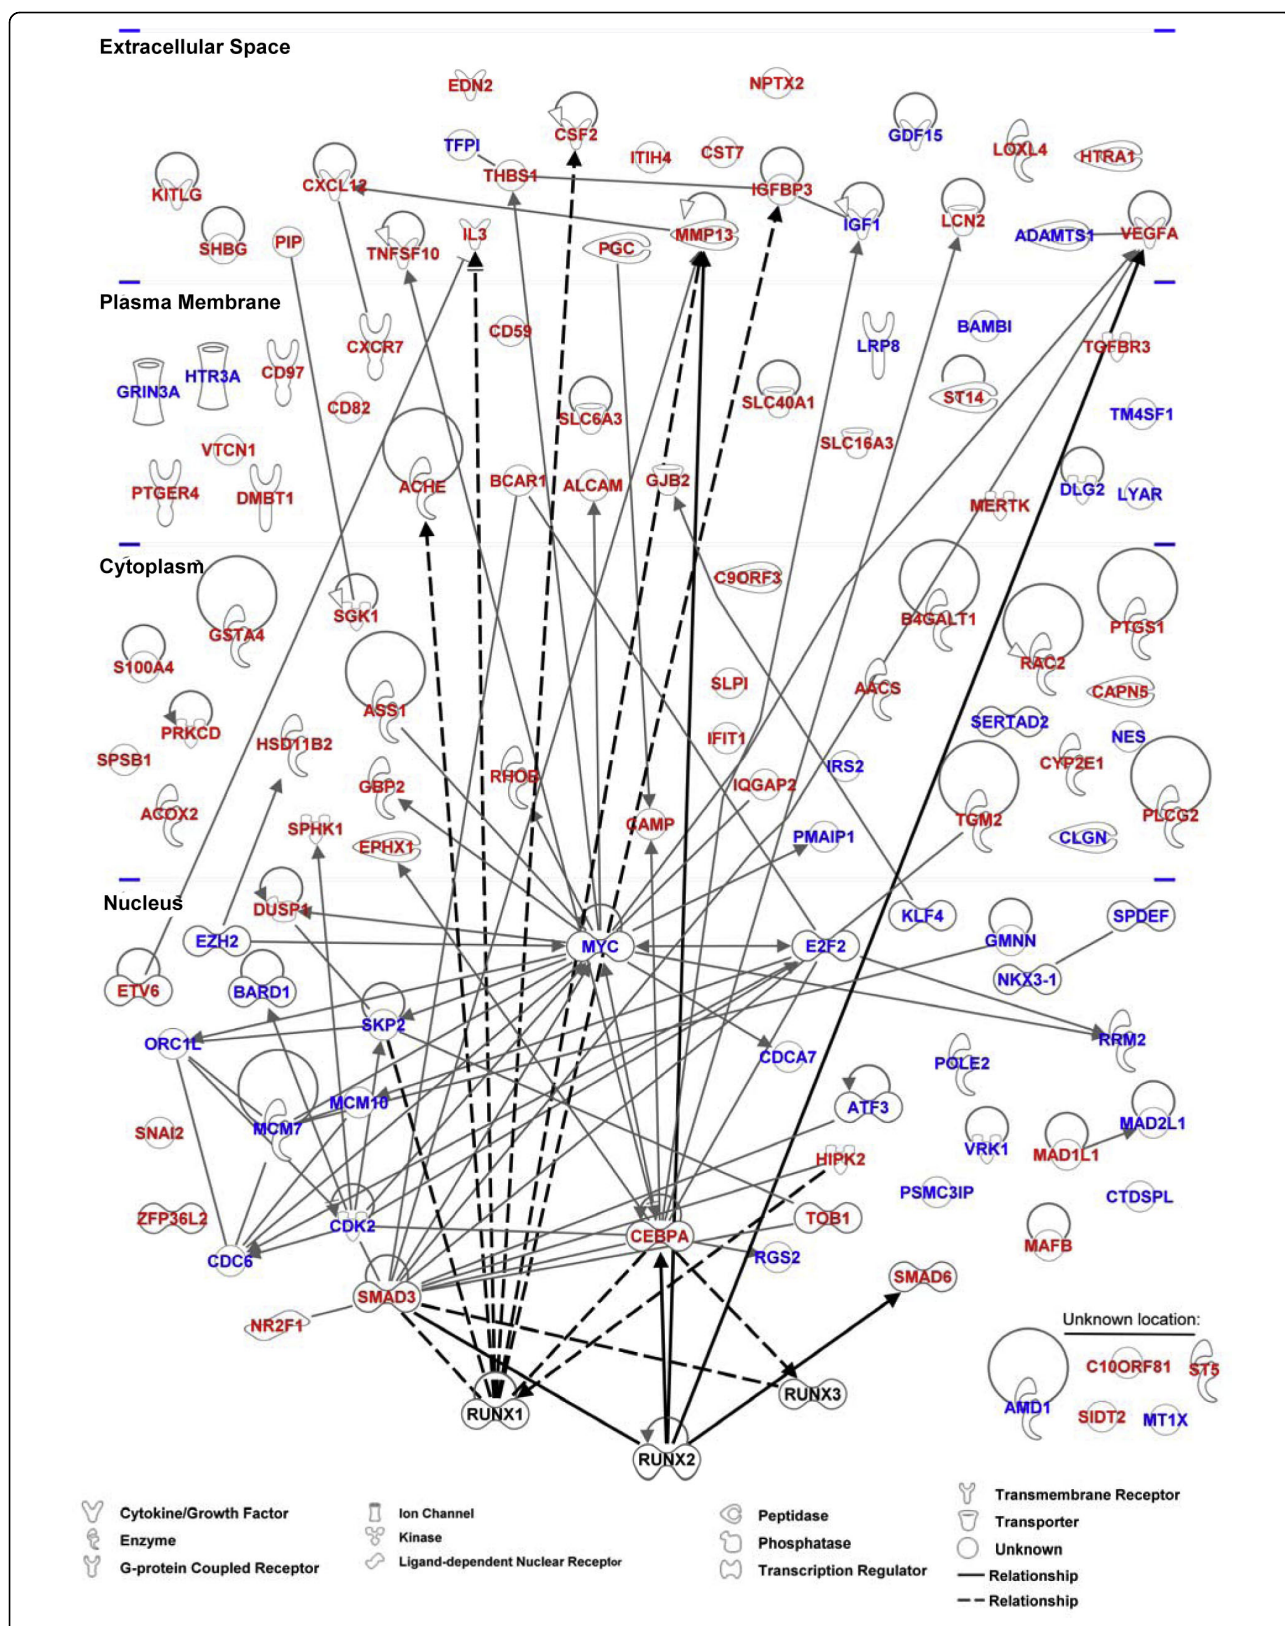 Extracellular Space
EDN2
NPTX2
CSF2
GDF15
TFPI
ITIH4
CST7
LOXL4
HTRA1
KITLG
CXCL12
THBS1
IGFBP3
SHBG
PIP
TNFSF10
IL3
PGC
MMP13
IGF1
LCN2
ADAMTS1
VEGFA
Plasma Membrane
GRIN3A
HTR3A
CD97
CXCR7
CD59
LRP8
BAMBI
TGFBR3
CD82
SLC6A3
SLC40A1
ST14
TM4SF1
VTCN1
SLC16A3
PTGER4
DMBT1
ACHE
BCAR1
ALCAM
GJB2
MERTK
DLG2
LYAR
Cytoplasm
C9ORF3
GSTA4
SGK1
B4GALT1
PTGS1
S100A4
RAC2
ASS1
SLPI
AACS
CAPN5
PRKCD
HSD11B2
SERTAD2
SPSB1
IFIT1
NES
GBP2
RHOB
IQGAP2
IRS2
CYP2E1
ACOX2
SPHK1
EPHX1
CAMP
PMAIP1
TGM2
CLGN
PLCG2
Nucleus
DUSP1
KLF4
SPDEF
EZH2
MYC
E2F2
GMNN
ETV6
BARD1
NKX3-1
ORC1L
SKP2
CDCA7
POLE2
RRM2
MCM10
ATF3
SNAI2
MCM7
HIPK2
VRK1
MAD1L1
MAD2L1
PSMC3IP
CTDSPL
ZFP36L2
CDK2
CEBPA
TOB1
MAFB
CDC6
RGS2
SMAD3
SMAD6
NR2F1
Unknown location:
C10ORF81
ST5
RUNX1
RUNX3
AMD1
SIDT2
MT1X
RUNX2
Cytokine/Growth Factor
Enzyme
G-protein Coupled Receptor
Ion Channel
Kinase
Ligand-dependent Nuclear Receptor
Peptidase
Phosphatase
Transcription Regulator
Transmembrane Receptor
Transporter
Unknown
Relationship
Relationship